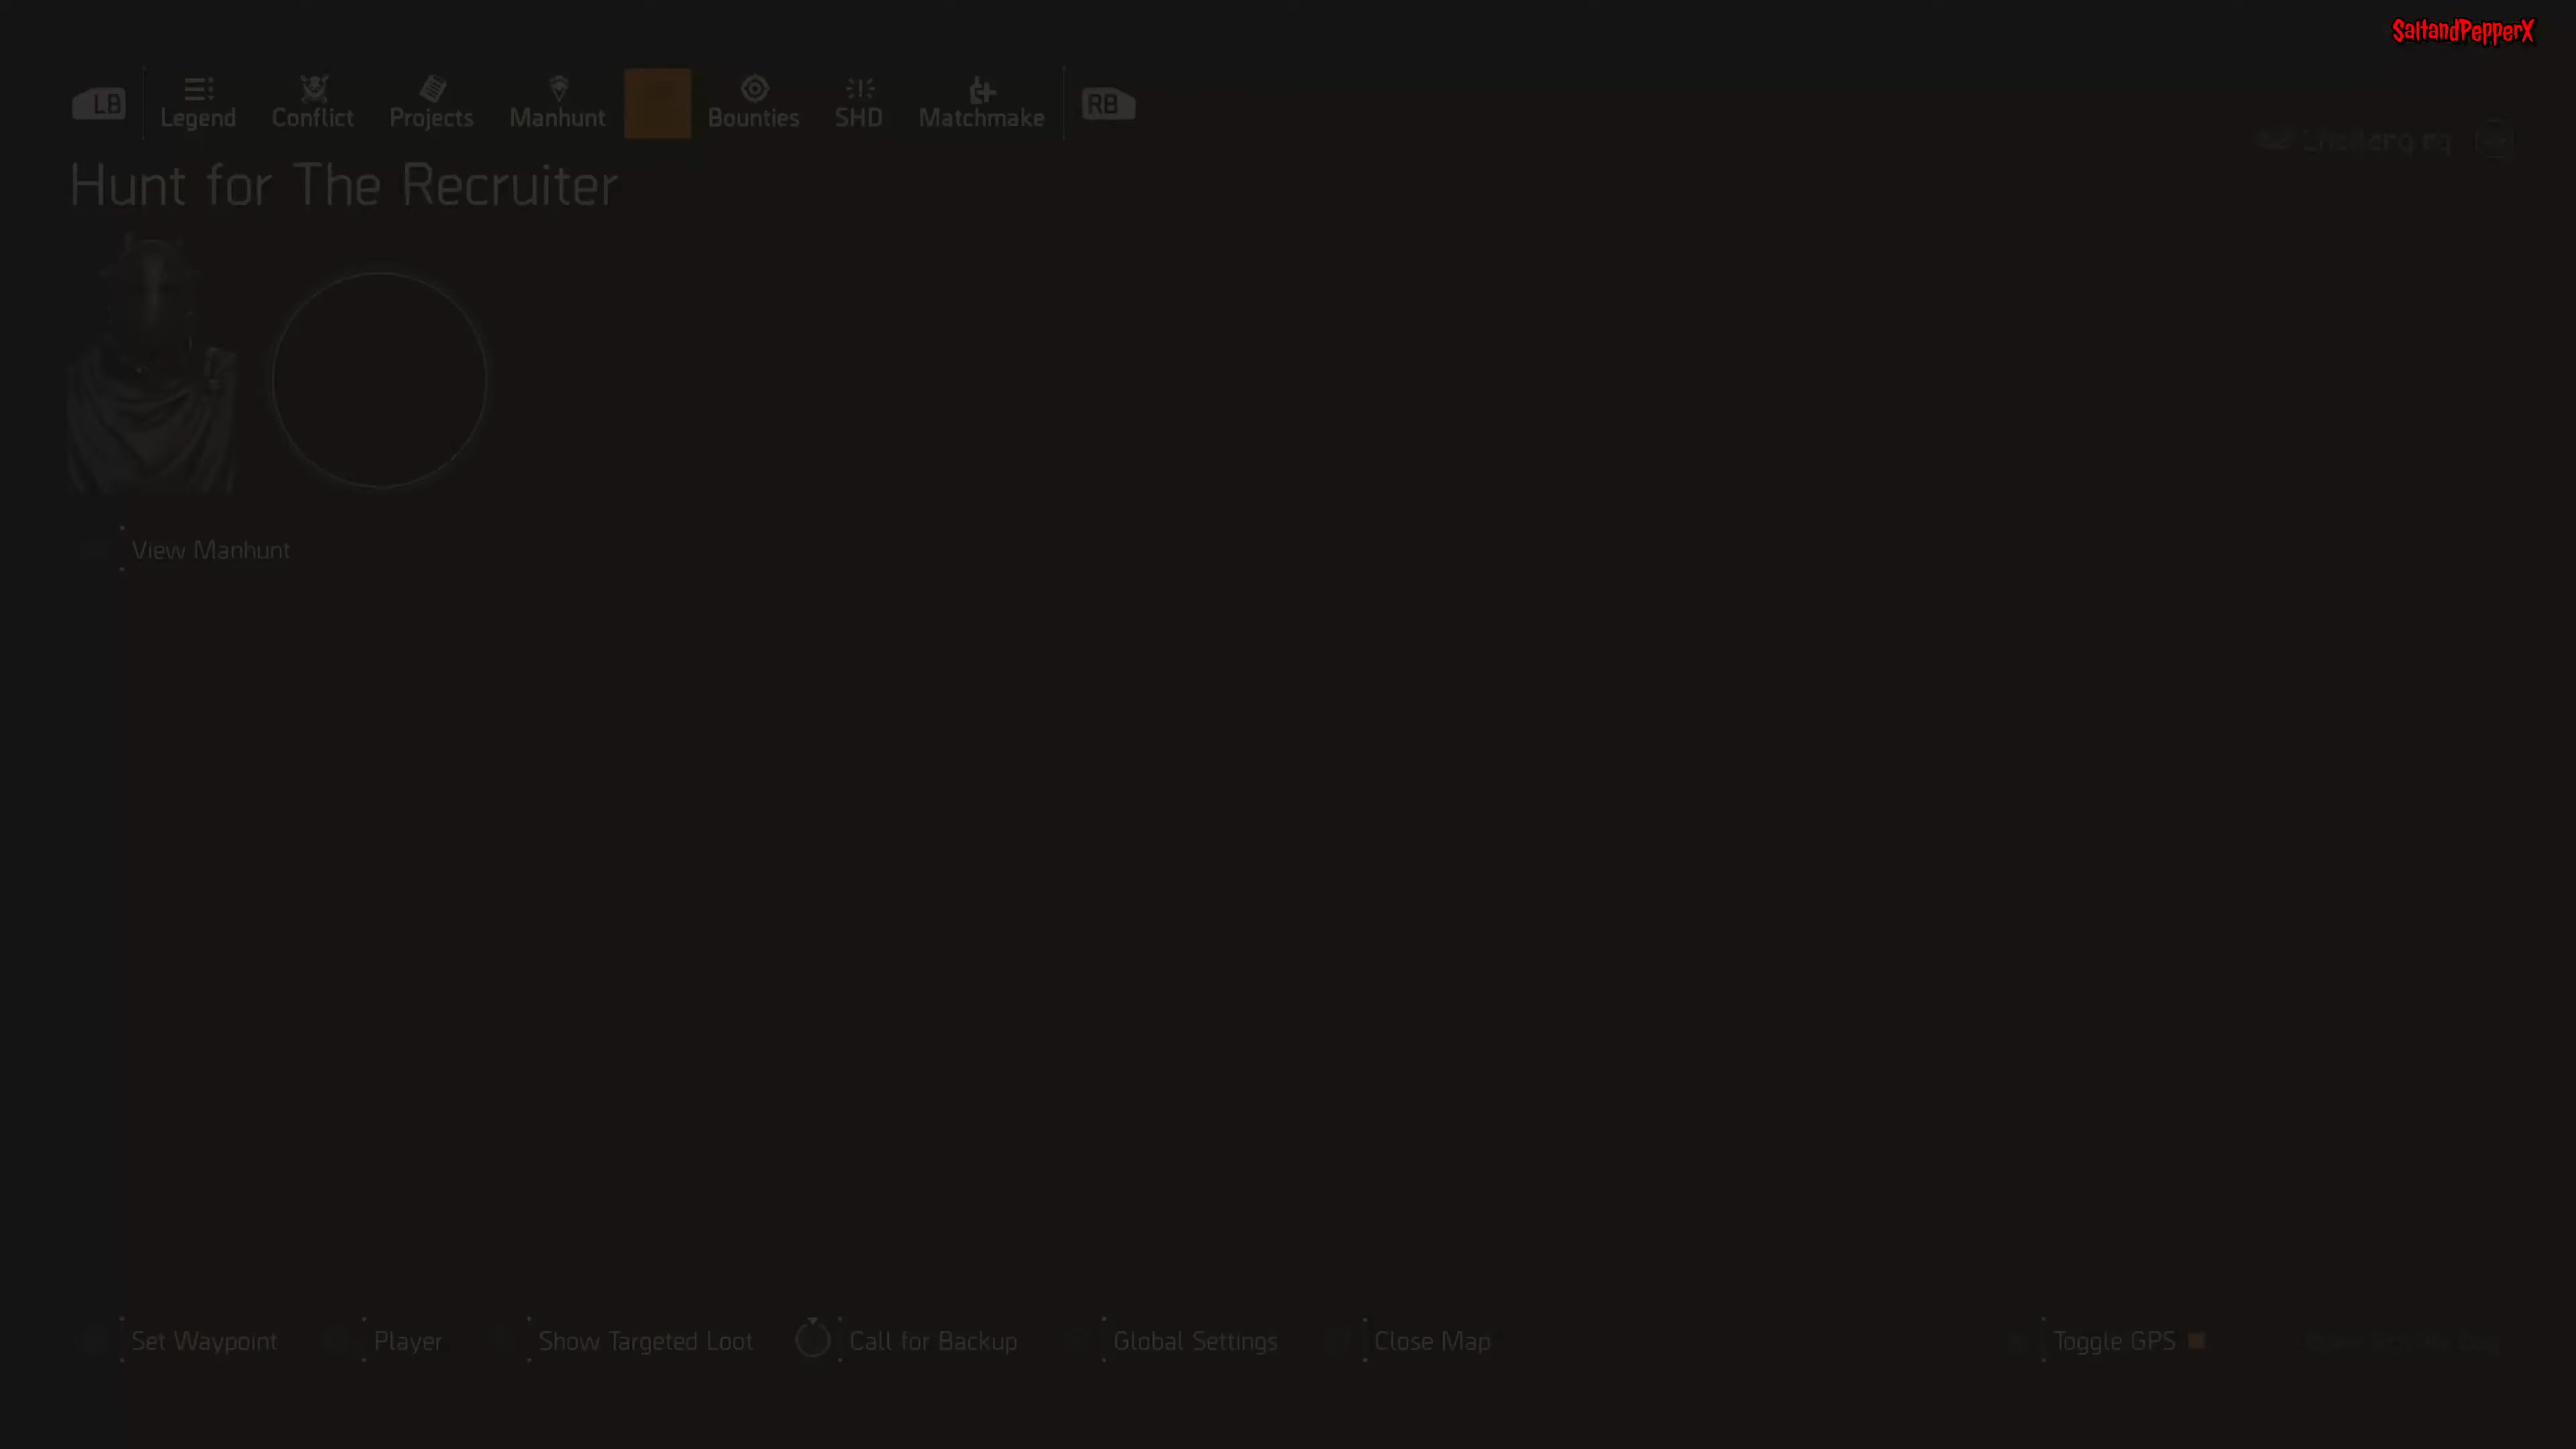 SaltandPepperX
LB Legend Conflict Projects Manhunt Bounties SHD Matchmake RB
Challenging
Hunt for The Recruiter
View Manhunt
Set Waypoint Player Show Targeted Loot Call for Backup Global Settings Close Map Toggle GPS